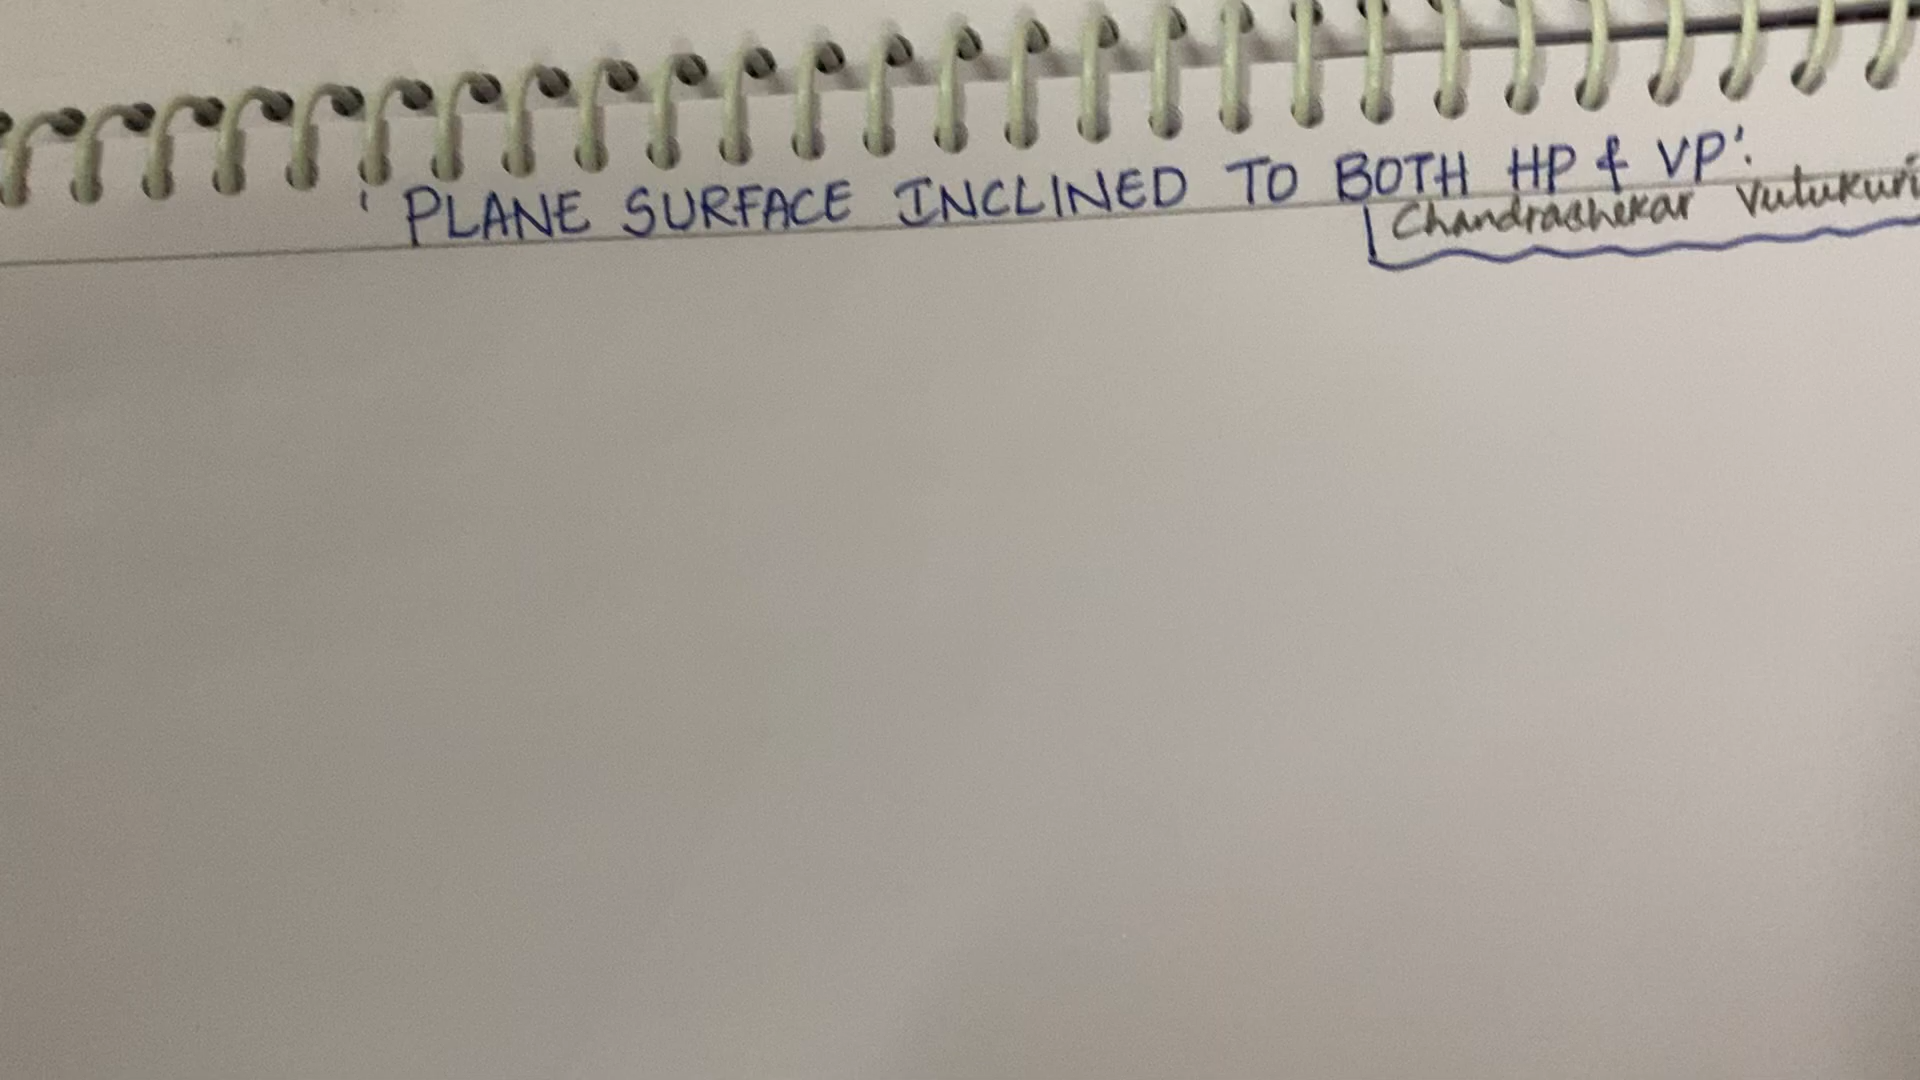 'PLANE SURFACE INCLINED TO BOTH HP & VP'.
Chandrashekar Vutukuri